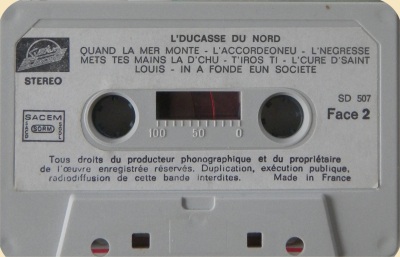 L'DUCASSE DU NORD
QUAND LA MER MONTE - L'ACCORDEONEU - L'NEGRESSE
METS TES MAINS LA D'CHU - T'IROS TI - L'CURE D'SAINT
LOUIS - IN A FONDE EUN SOCIETE
STEREO
SD 507
Face 2
SACEM
SDRM
100 50 0
Tous droits du producteur phonographique et du propriétaire
de l'œuvre enregistrée réservés. Duplication, exécution publique,
radiodiffusion de cette bande interdites. Made in France